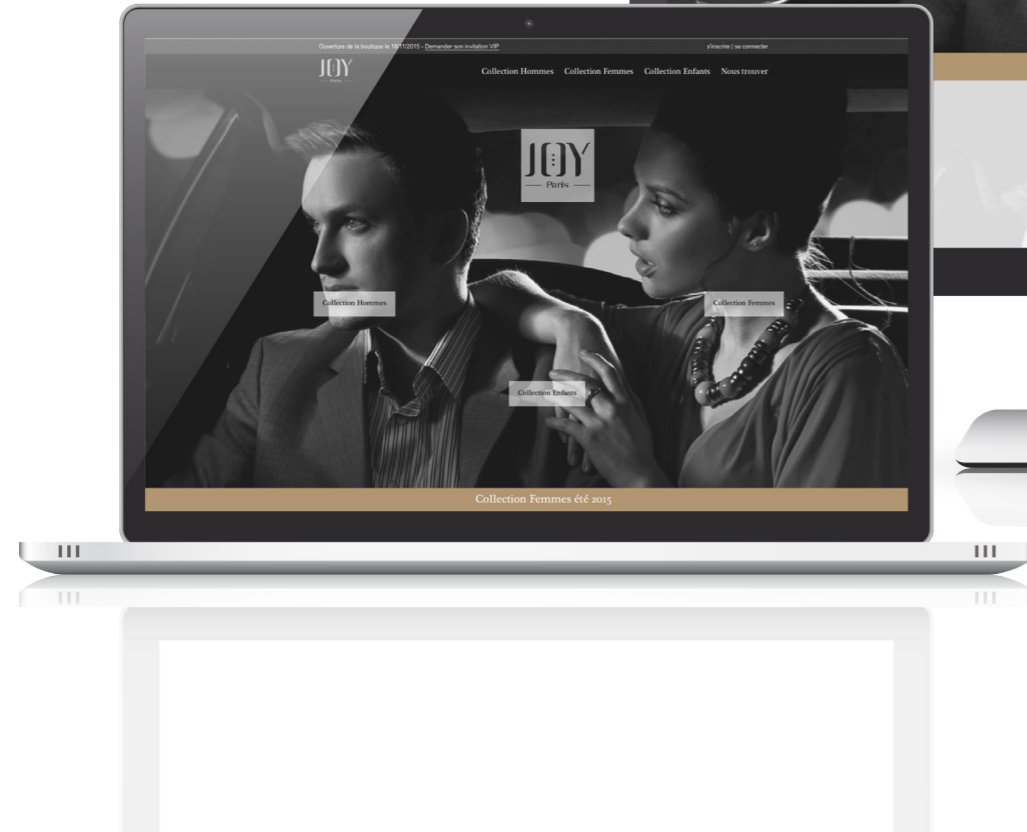 Ouverture de la boutique le 18/11/2015 - Demander son invitation VIP
s'inscrire | se connecter
JOY
Paris
Collection Hommes Collection Femmes Collection Enfants Nous trouver
JOY
Paris
Collection Hommes
Collection Femmes
Collection Enfants
Collection Femmes été 2015